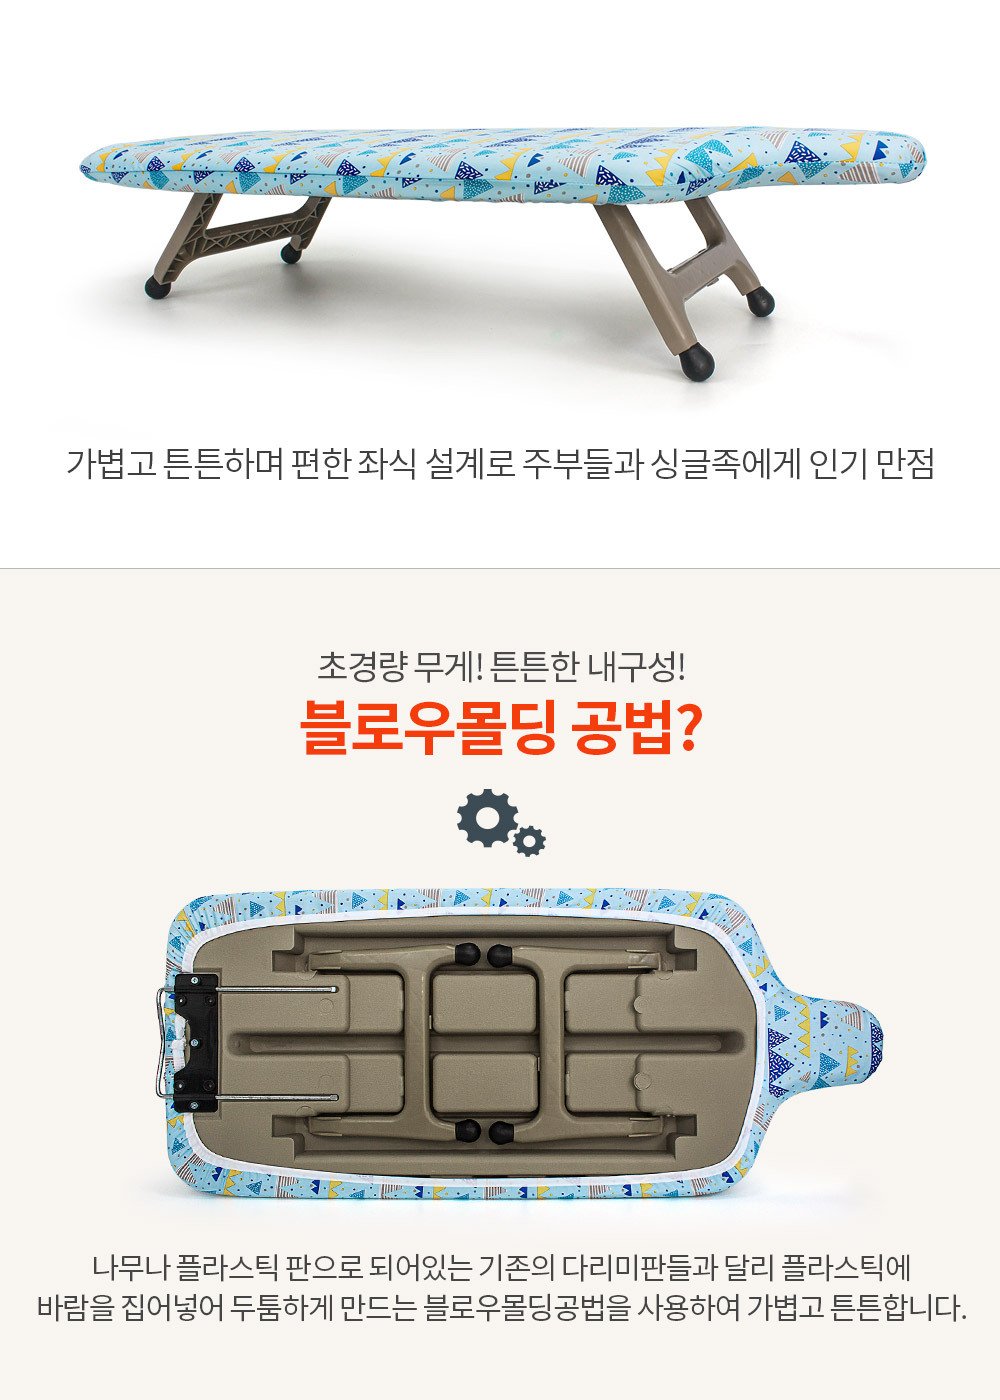 가볍고 튼튼하며 편한 좌식 설계로 주부들과 싱글족에게 인기 만점
초경량 무게! 튼튼한 내구성!
블로우몰딩 공법?
나무나 플라스틱 판으로 되어있는 기존의 다리미판들과 달리 플라스틱에
바람을 집어넣어 두툼하게 만드는 블로우몰딩공법을 사용하여 가볍고 튼튼합니다.